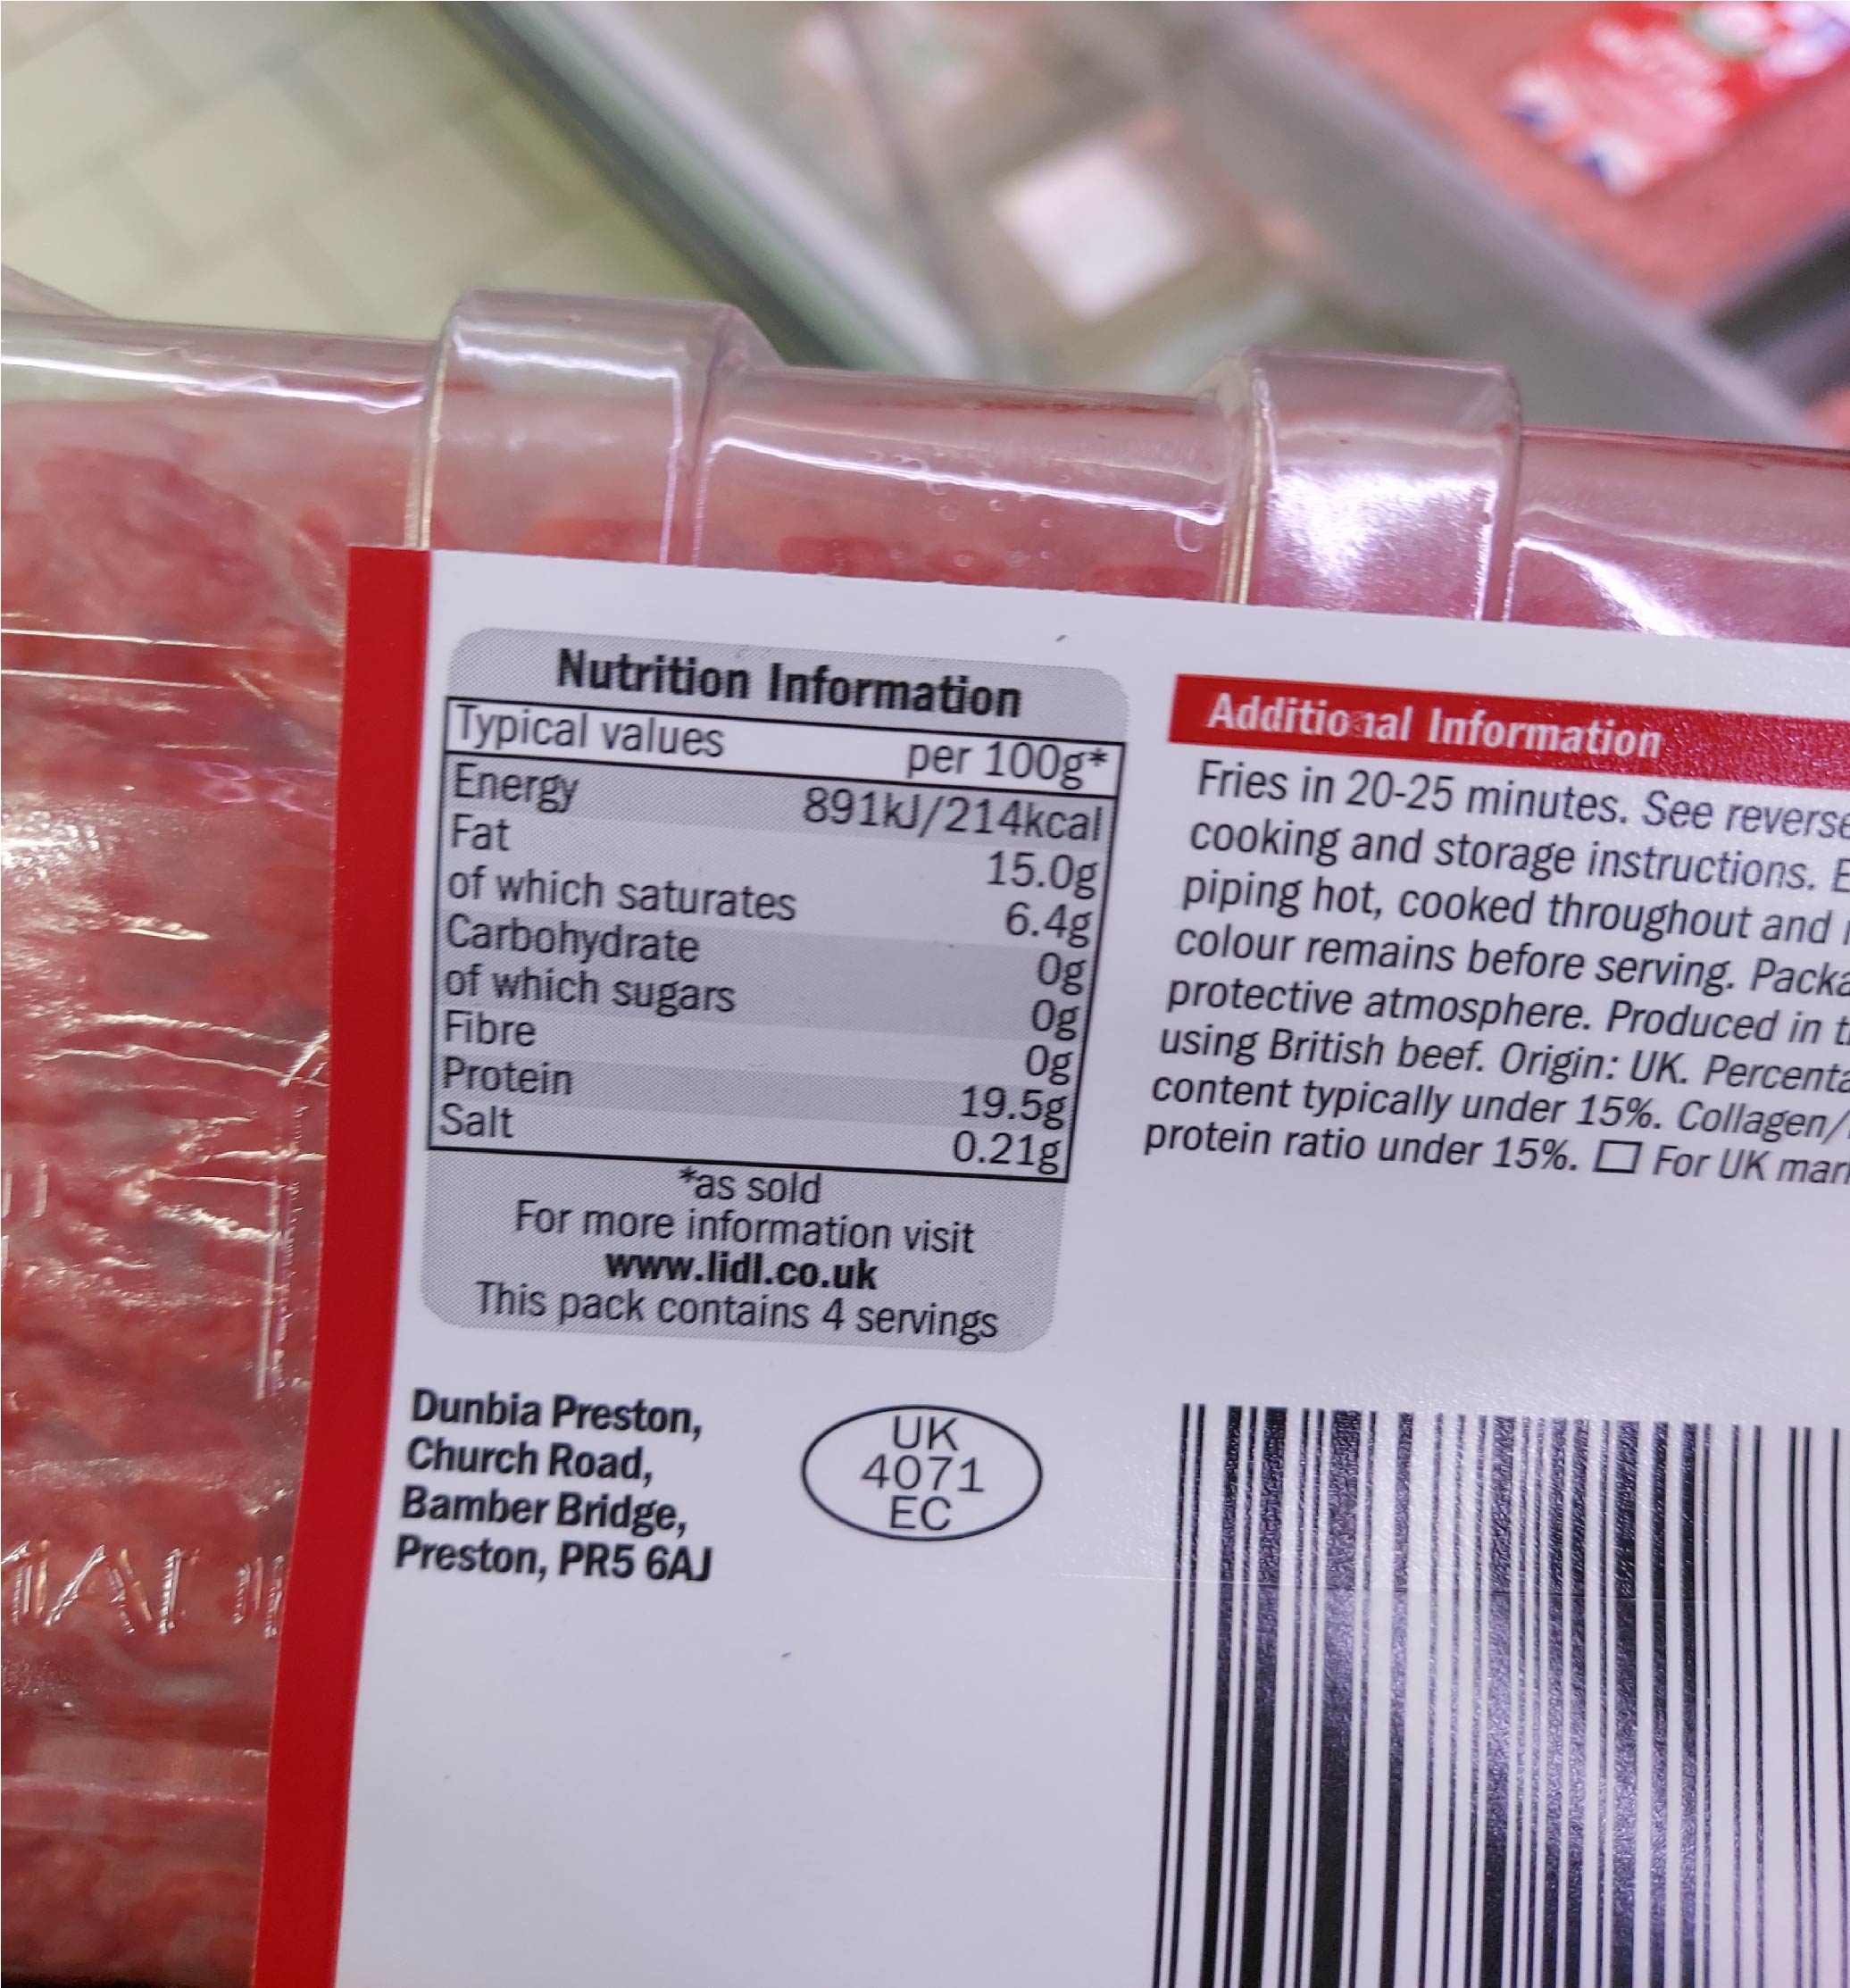 Nutrition Information
Typical values per 100g*
Energy 891kJ/214kcal
Fat 15.0g
of which saturates 6.4g
Carbohydrate 0g
of which sugars 0g
Fibre 0g
Protein 19.5g
Salt 0.21g
*as sold
For more information visit
www.lidl.co.uk
This pack contains 4 servings
Additional Information
Fries in 20-25 minutes. See reverse
cooking and storage instructions.
piping hot, cooked throughout and
colour remains before serving.
protective atmosphere. Produced in
using British beef. Origin: UK.
content typically under 15%. Collagen/
protein ratio under 15%. For UK
Dunbia Preston,
Church Road,
Bamber Bridge,
Preston, PR5 6AJ
UK
4071
EC